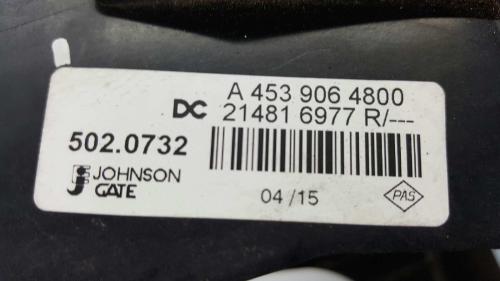 A 453 906 4800
DC 21481 6977 R/---
502.0732
JOHNSON
GATE
04 /15
PAS